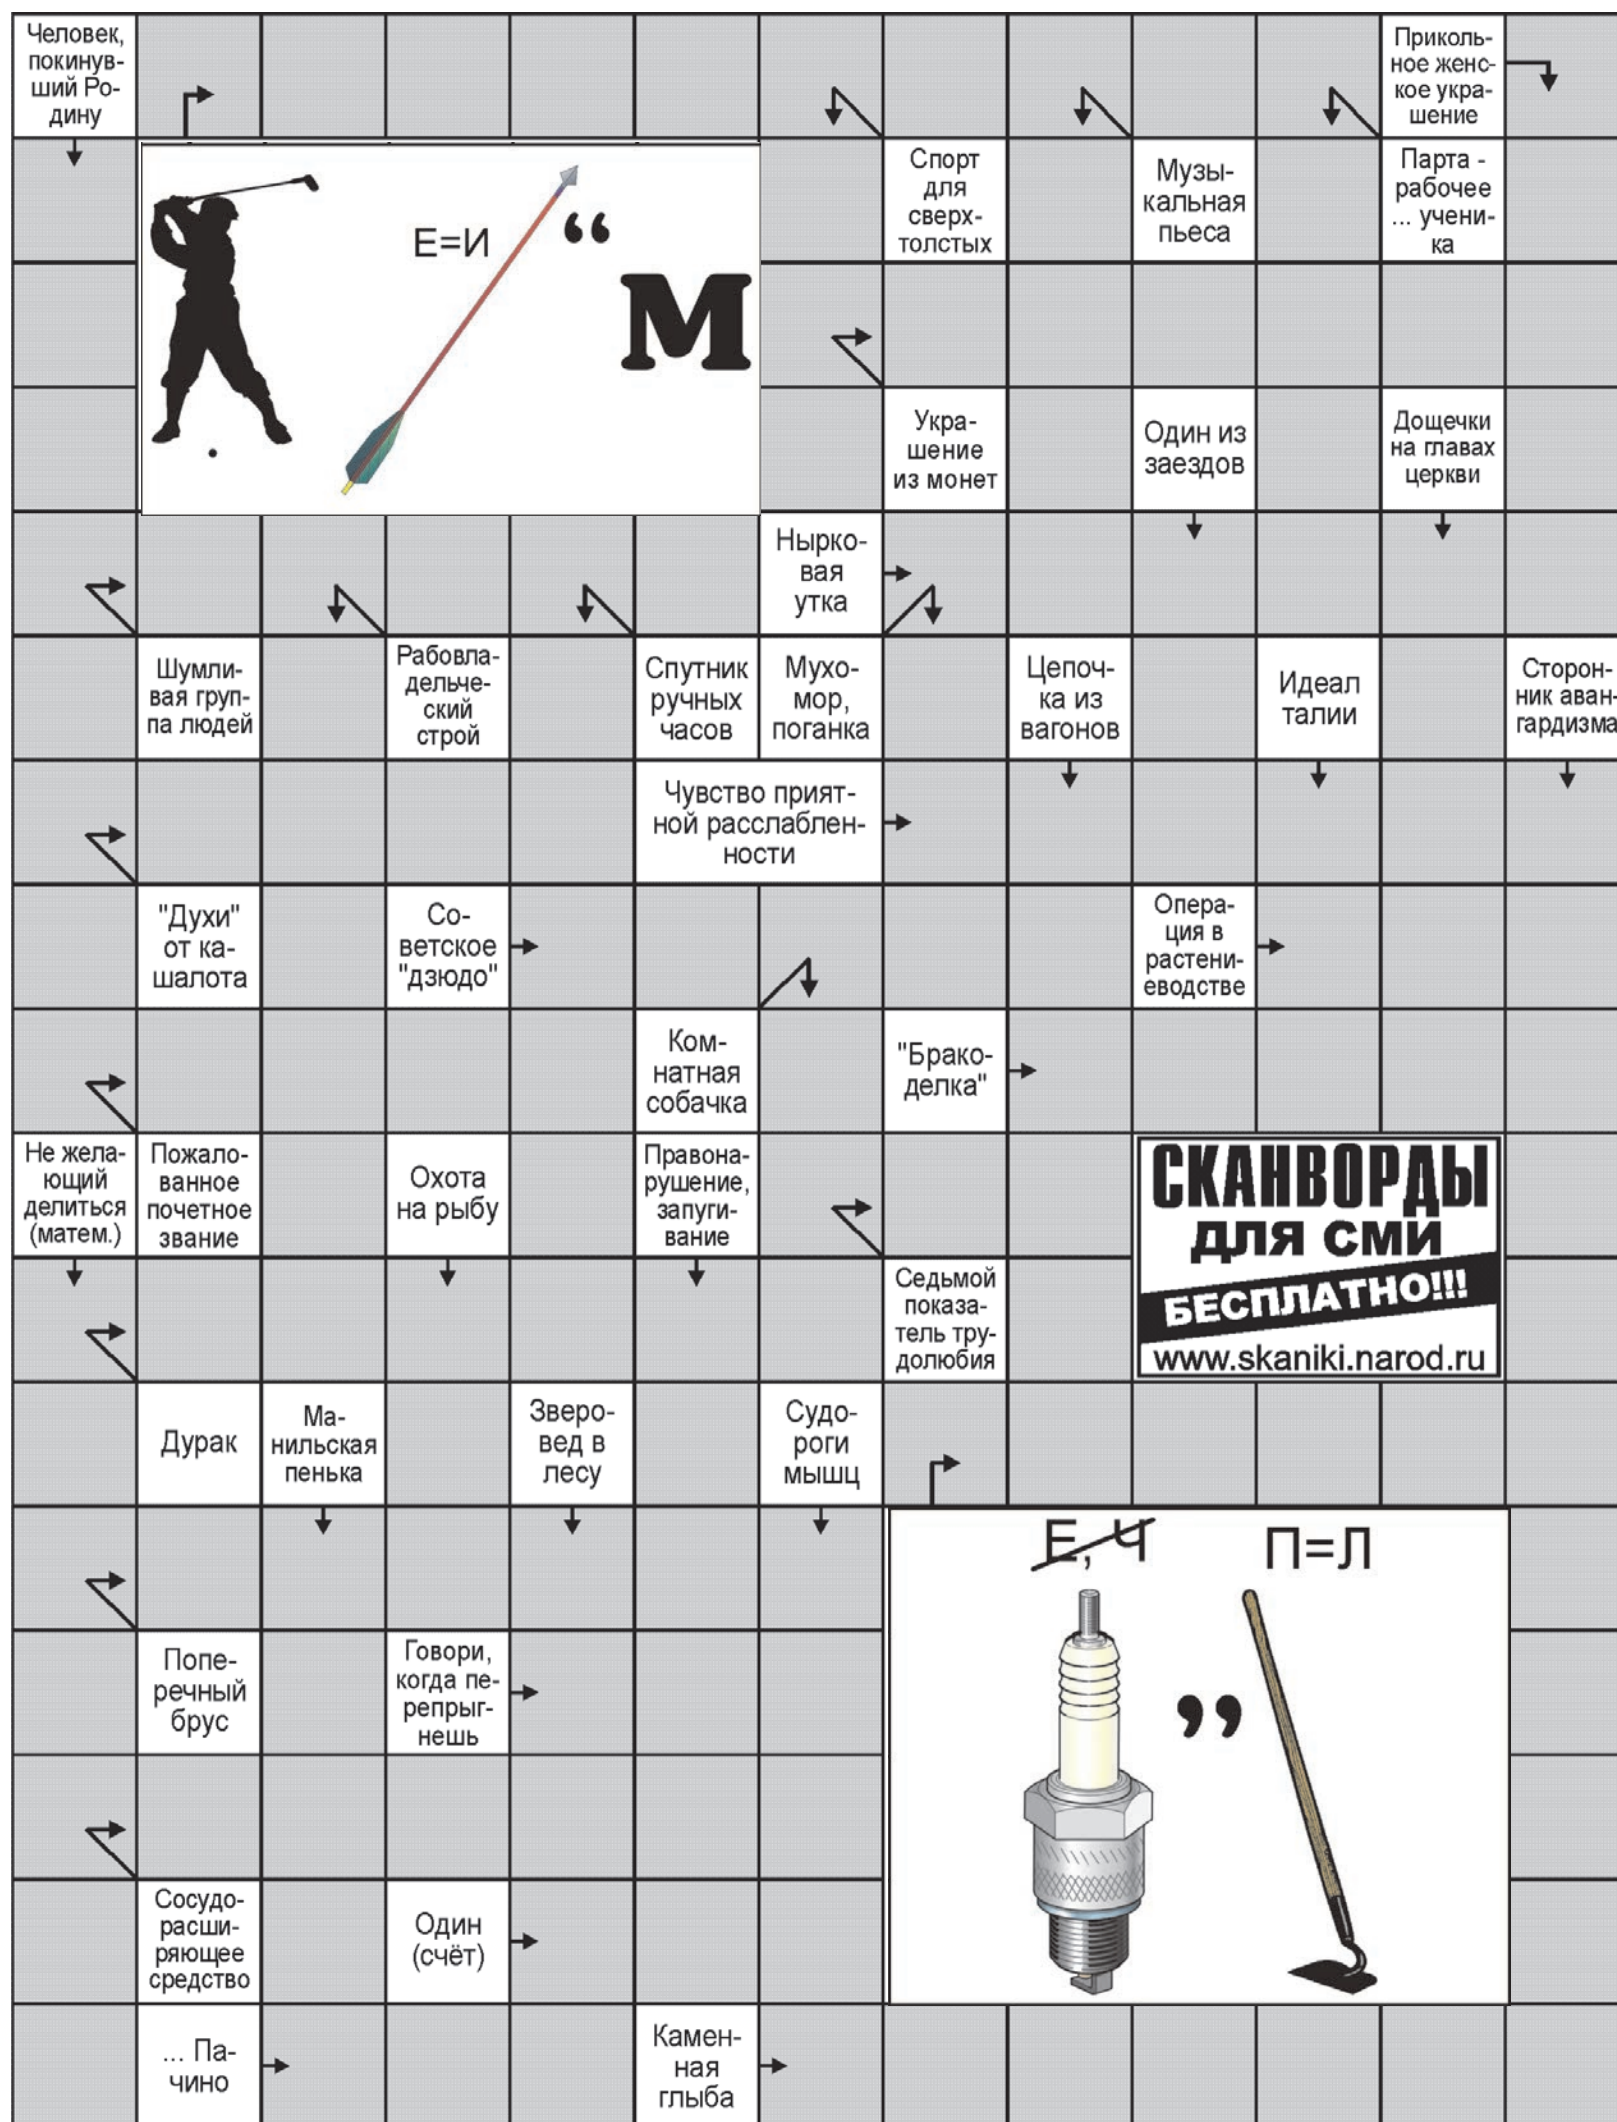 Человек,
покинув-
ший Ро-
дину
Приколь-
ное женс-
кое укра-
шение
Е=И
“
М
Спорт
для
сверх-
толстых
Музы-
кальная
пьеса
Парта -
рабочее
... учени-
ка
Укра-
шение
из монет
Один из
заездов
Дощечки
на главах
церкви
Нырко-
вая
утка
Шумли-
вая груп-
па людей
Рабовла-
дельче-
ский
строй
Спутник
ручных
часов
Мухо-
мор,
поганка
Цепоч-
ка из
вагонов
Идеал
талии
Сторон-
ник аван-
гардизма
Чувство прият-
ной расслаблен-
ности
"Духи"
от ка-
шалота
Со-
ветское
"дзюдо"
Опера-
ция в
растени-
еводстве
Ком-
натная
собачка
"Брако-
делка"
Не жела-
ющий
делиться
(матем.)
Пожало-
ванное
почетное
звание
Охота
на рыбу
Правона-
рушение,
запуги-
вание
СКАНВОРДЫ
ДЛЯ СМИ
БЕСПЛАТНО!!!
www.skaniki.narod.ru
Седьмой
показа-
тель тру-
долюбия
Дурак
Ма-
нильская
пенька
Зверо-
вед в
лесу
Судо-
роги
мышц
Е, Ч
П=Л
Попе-
речный
брус
Говори,
когда пе-
репрыг-
нешь
”
Сосудо-
расши-
ряющее
средство
Один
(счёт)
... Па-
чино
Камен-
ная
глыба